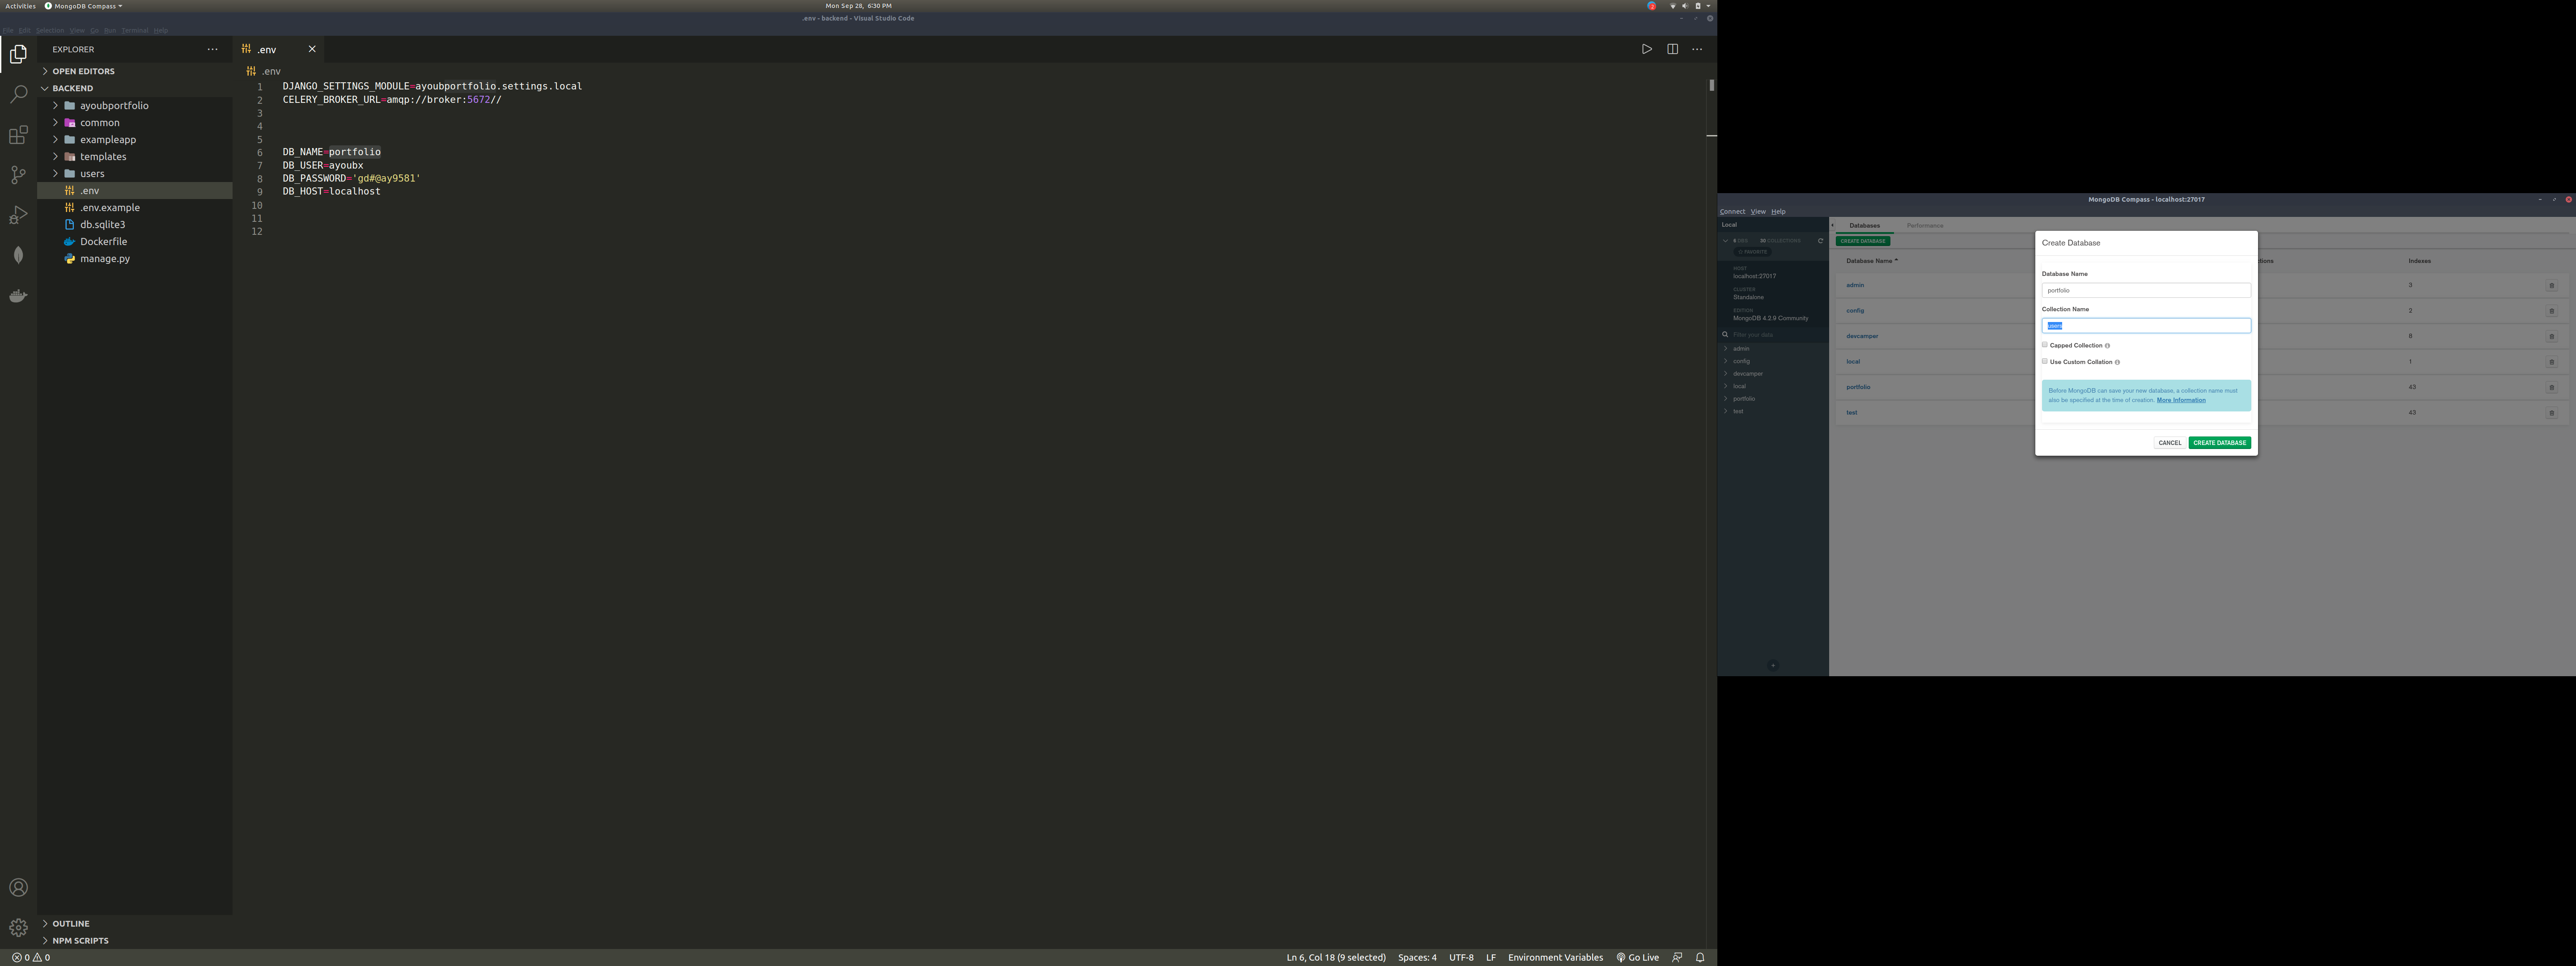 Activities MongoDB Compass Mon Sep 28, 6:30 PM
.env - backend - Visual Studio Code
File Edit Selection View Go Run Terminal Help
EXPLORER
OPEN EDITORS
BACKEND
ayoubportfolio
common
exampleapp
templates
users
.env
.env.example
db.sqlite3
Dockerfile
manage.py
OUTLINE
NPM SCRIPTS
.env
.env
1 DJANGO_SETTINGS_MODULE=ayoubportfolio.settings.local
2 CELERY_BROKER_URL=amqp://broker:5672//
3
4
5
6 DB_NAME=portfolio
7 DB_USER=ayoubx
8 DB_PASSWORD='gd#@ay9581'
9 DB_HOST=localhost
10
11
12
0 0 Ln 6, Col 18 (9 selected) Spaces: 4 UTF-8 LF Environment Variables Go Live
MongoDB Compass - localhost:27017
Connect View Help
Local
6 DBS 30 COLLECTIONS
FAVORITE
HOST
localhost:27017
CLUSTER
Standalone
EDITION
MongoDB 4.2.9 Community
Filter your data
admin
config
devcamper
local
portfolio
test
Databases Performance
CREATE DATABASE
Database Name Indexes
admin 3
config 2
devcamper 8
local 1
portfolio 43
test 43
Create Database
Database Name
portfolio
Collection Name
users
Capped Collection
Use Custom Collation
Before MongoDB can save your new database, a collection name must
also be specified at the time of creation. More Information
CANCEL CREATE DATABASE